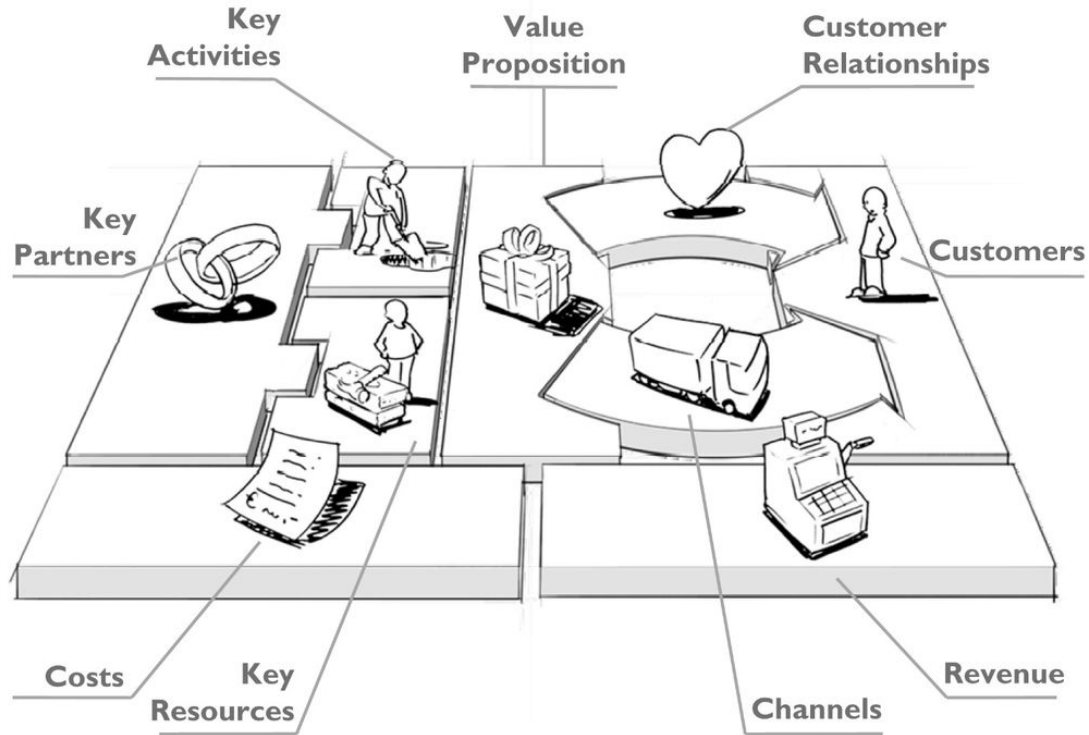 Key
Activities
Value
Proposition
Customer
Relationships
Key
Partners
Customers
Costs
Key
Resources
Channels
Revenue